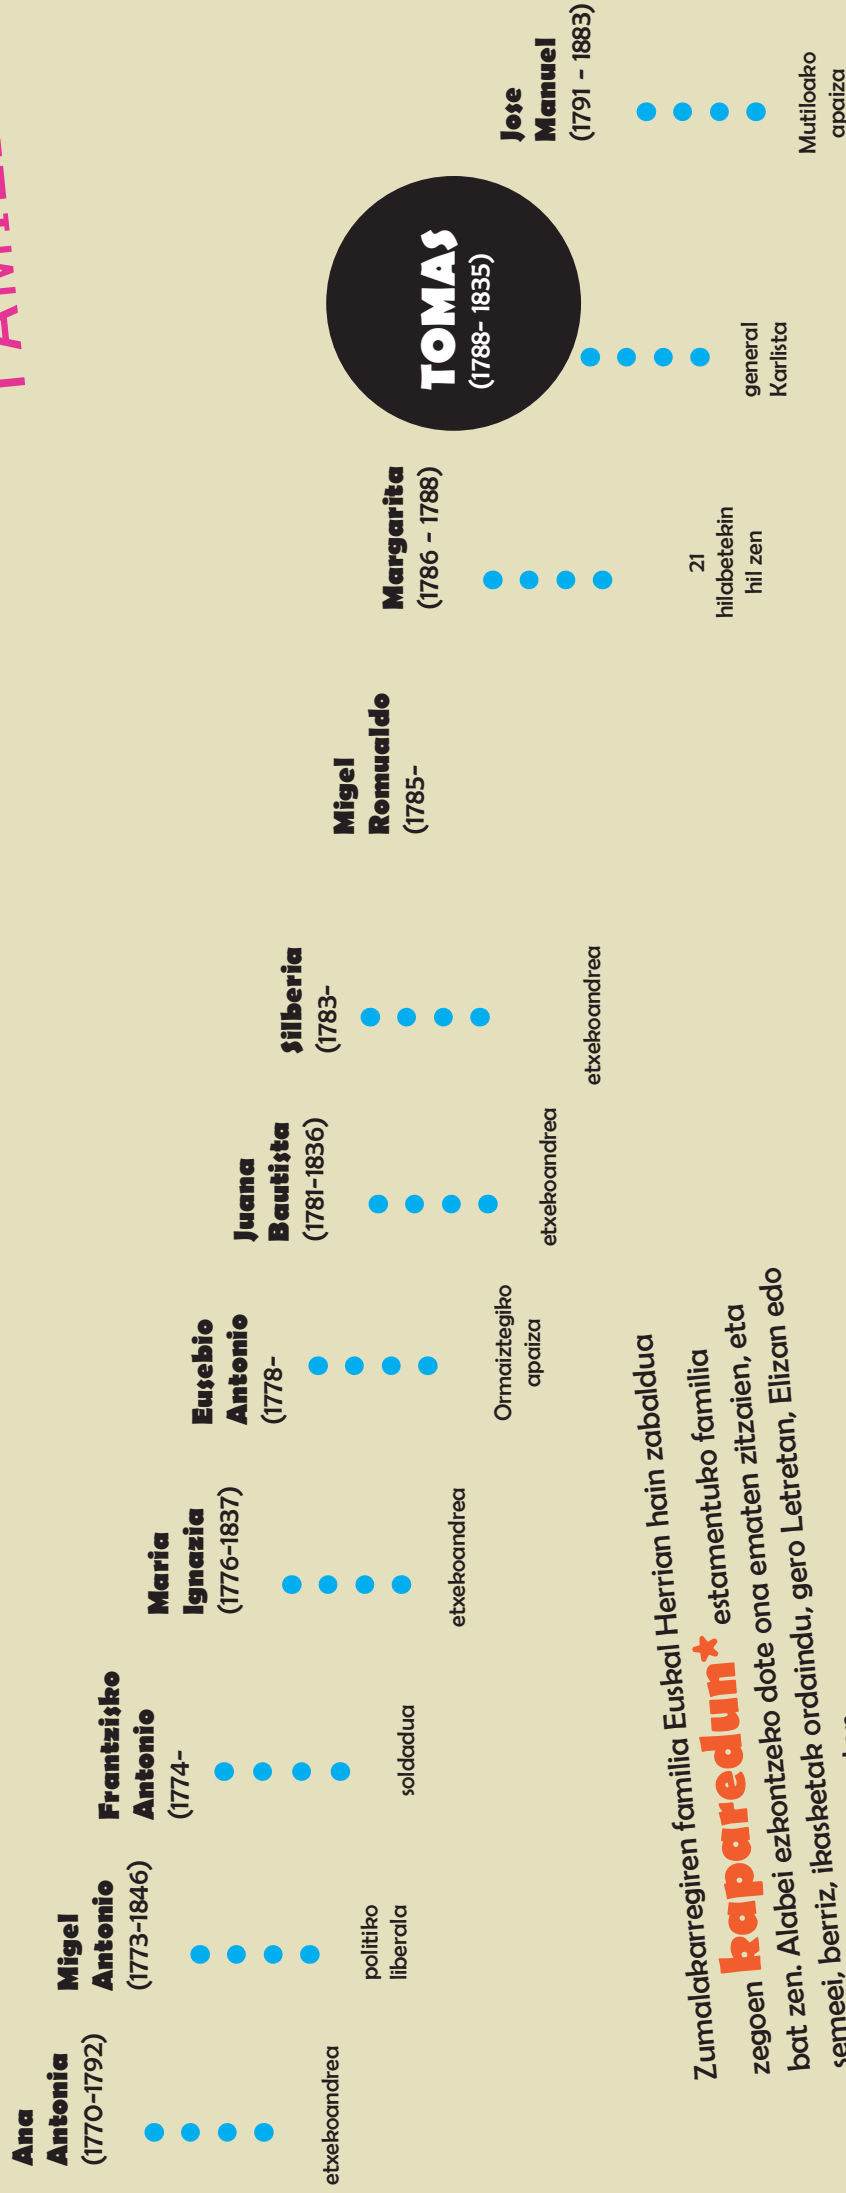 Ana
Antonia
(1770-1792)
etxekoandrea
Migel
Antonio
(1773-1846)
politiko
liberala
Frantzisko
Antonio
(1774-
soldadua
Maria
Ignazia
(1776-1837)
etxekoandrea
Eusebio
Antonio
(1778-
Ormaiztegiko
apaiza
Juana
Bautista
(1781-1836)
etxekoandrea
Silberia
(1783-
etxekoandrea
Migel
Romualdo
(1785-
Margarita
(1786 - 1788)
21
hilabetekin
hil zen
TOMAS
(1788- 1835)
general
Karlista
Jose
Manuel
(1791 - 1883)
Mutiloako
apaiza
Zumalakarregiren familia Euskal Herrian hain zabaldua
zegoen kaparedun* estamentuko familia
bat zen. Alabei ezkontzeko dote ona ematen zitzaien, eta
semeei, berriz, ikasketak ordaindu, gero Letretan, Elizan edo